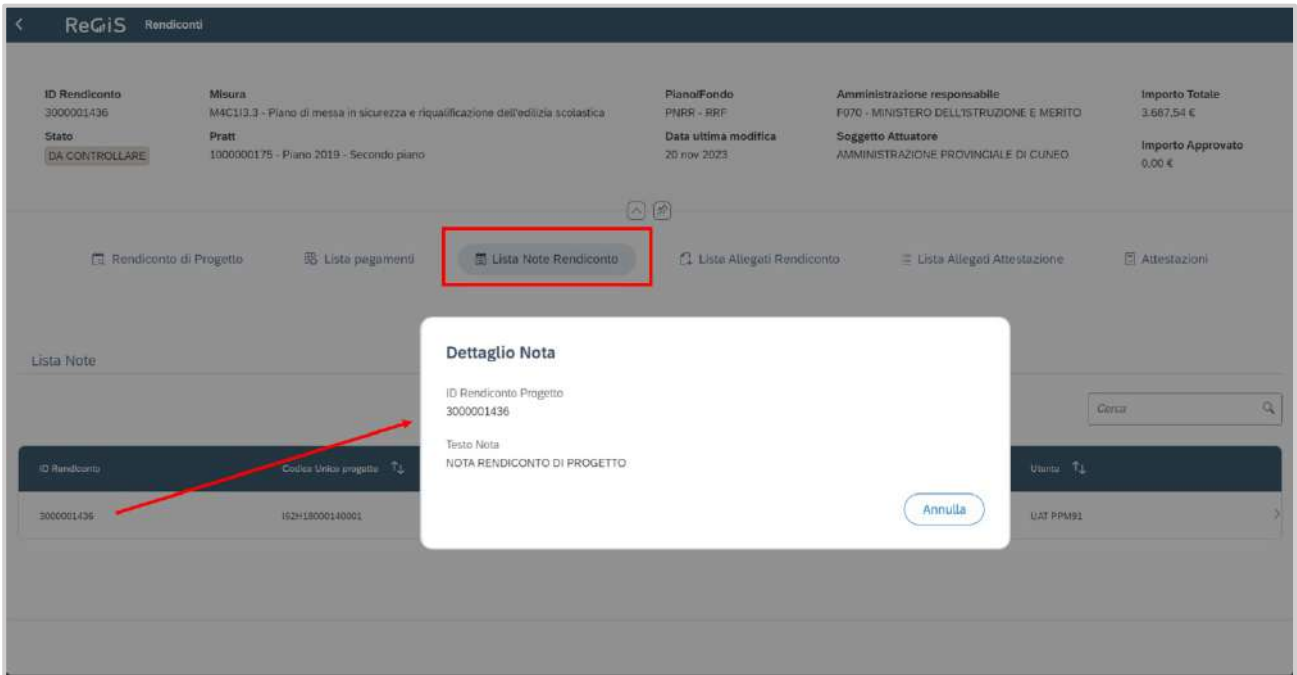 ReGiS Rendiconti
ID Rendiconto Misura Piano/Fondo Amministrazione responsabile Importo Totale
3000001436 M4C1I3.3 - Piano di messa in sicurezza e riqualificazione dell'edilizia scolastica PNRR - RRF F070 - MINISTERO DELL'ISTRUZIONE E MERITO 3.687,54 €
Stato Pratt Data ultima modifica Soggetto Attuatore Importo Approvato
DA CONTROLLARE 1000000175 - Piano 2019 - Secondo piano 20 nov 2023 AMMINISTRAZIONE PROVINCIALE DI CUNEO 0,00 €
Rendiconto di Progetto Lista pagamenti Lista Note Rendiconto Lista Allegati Rendiconto Lista Allegati Attestazione Attestazioni
Lista Note
Dettaglio Nota
ID Rendiconto Progetto
3000001436
Testo Nota
NOTA RENDICONTO DI PROGETTO
Annulla
Cerca
ID Rendiconto Codice Unico progetto Utente
3000001436 I52H18000140001 UAT PPM91